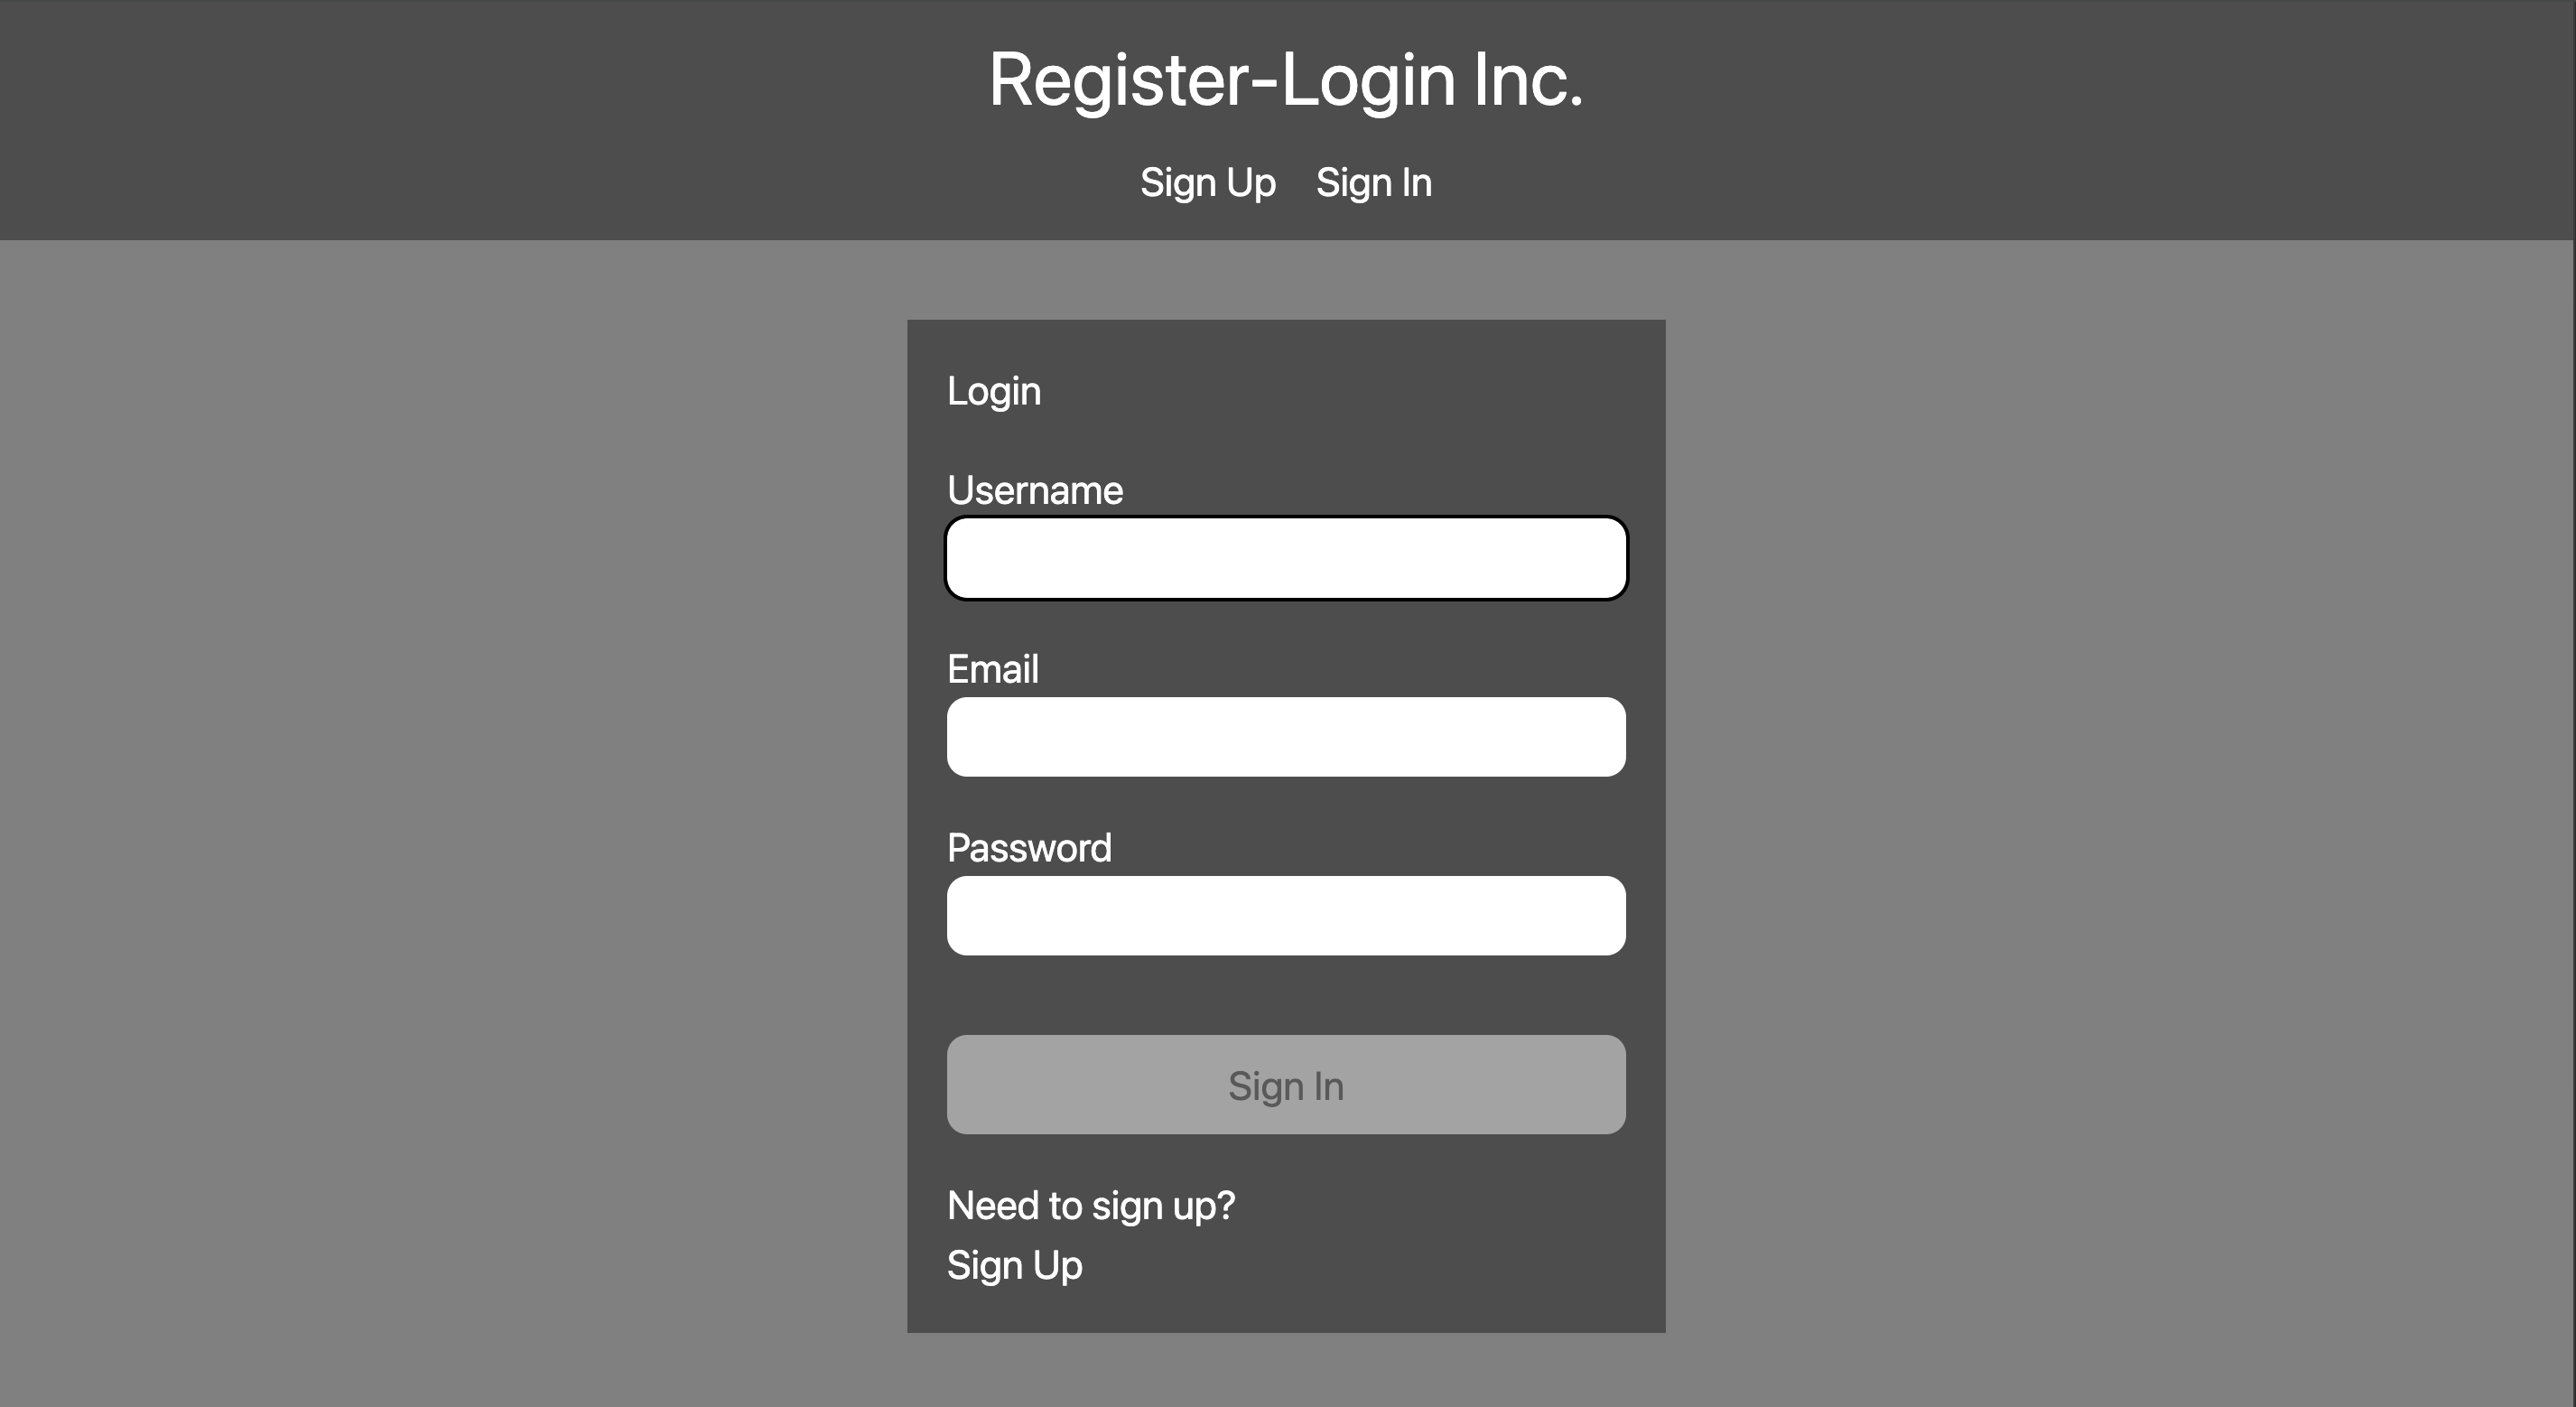 Register-Login Inc.
Sign Up Sign In
Login
Username
Email
Password
Sign In
Need to sign up?
Sign Up